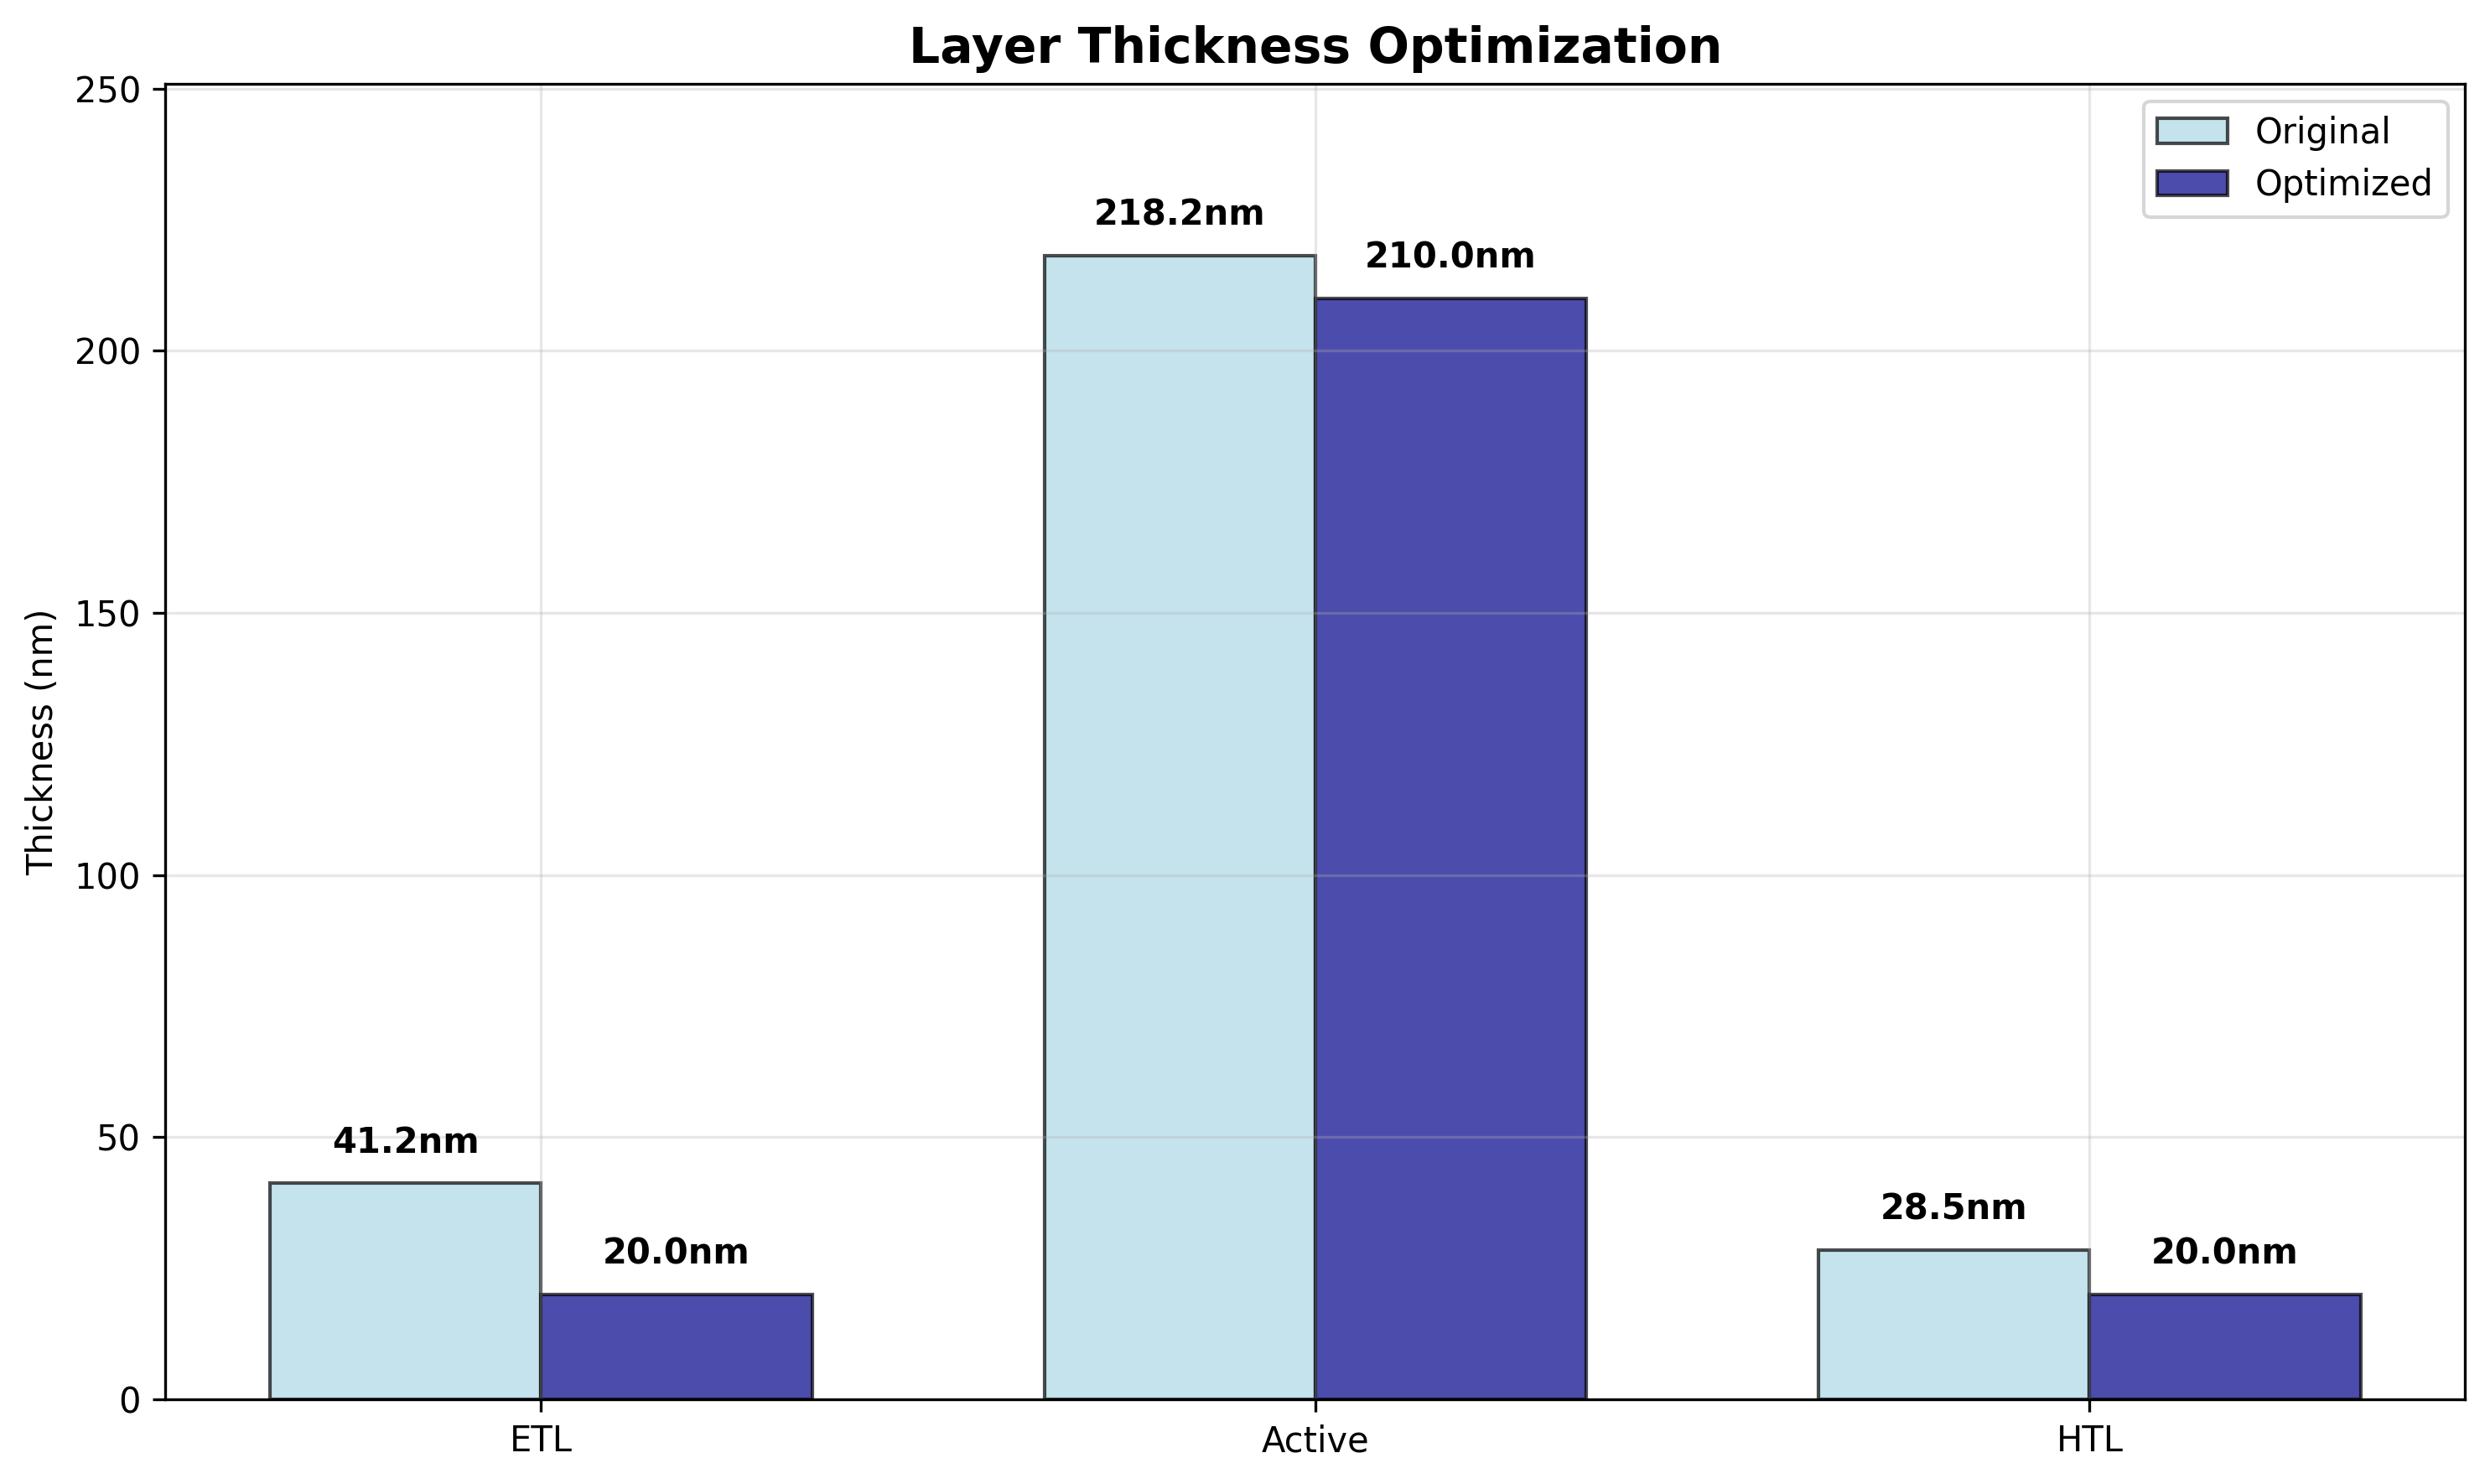 Layer Thickness Optimization
250
200
150
100
50
0
Thickness (nm)
Original
Optimized
218.2nm
210.0nm
41.2nm
20.0nm
28.5nm
20.0nm
ETL
Active
HTL